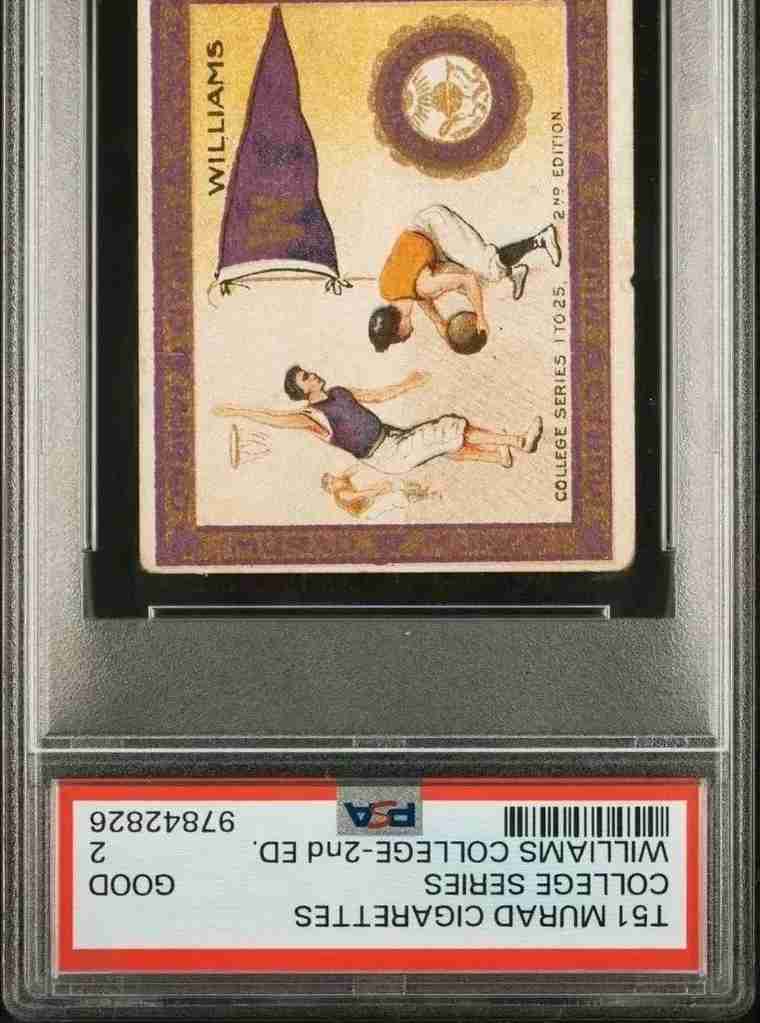 T51 MURAD CIGARETTES
COLLEGE SERIES
GOOD
WILLIAMS COLLEGE-2nd ED.
2
PSA
97842826
WILLIAMS
COLLEGE SERIES 1 TO 25, 2ND EDITION.
W